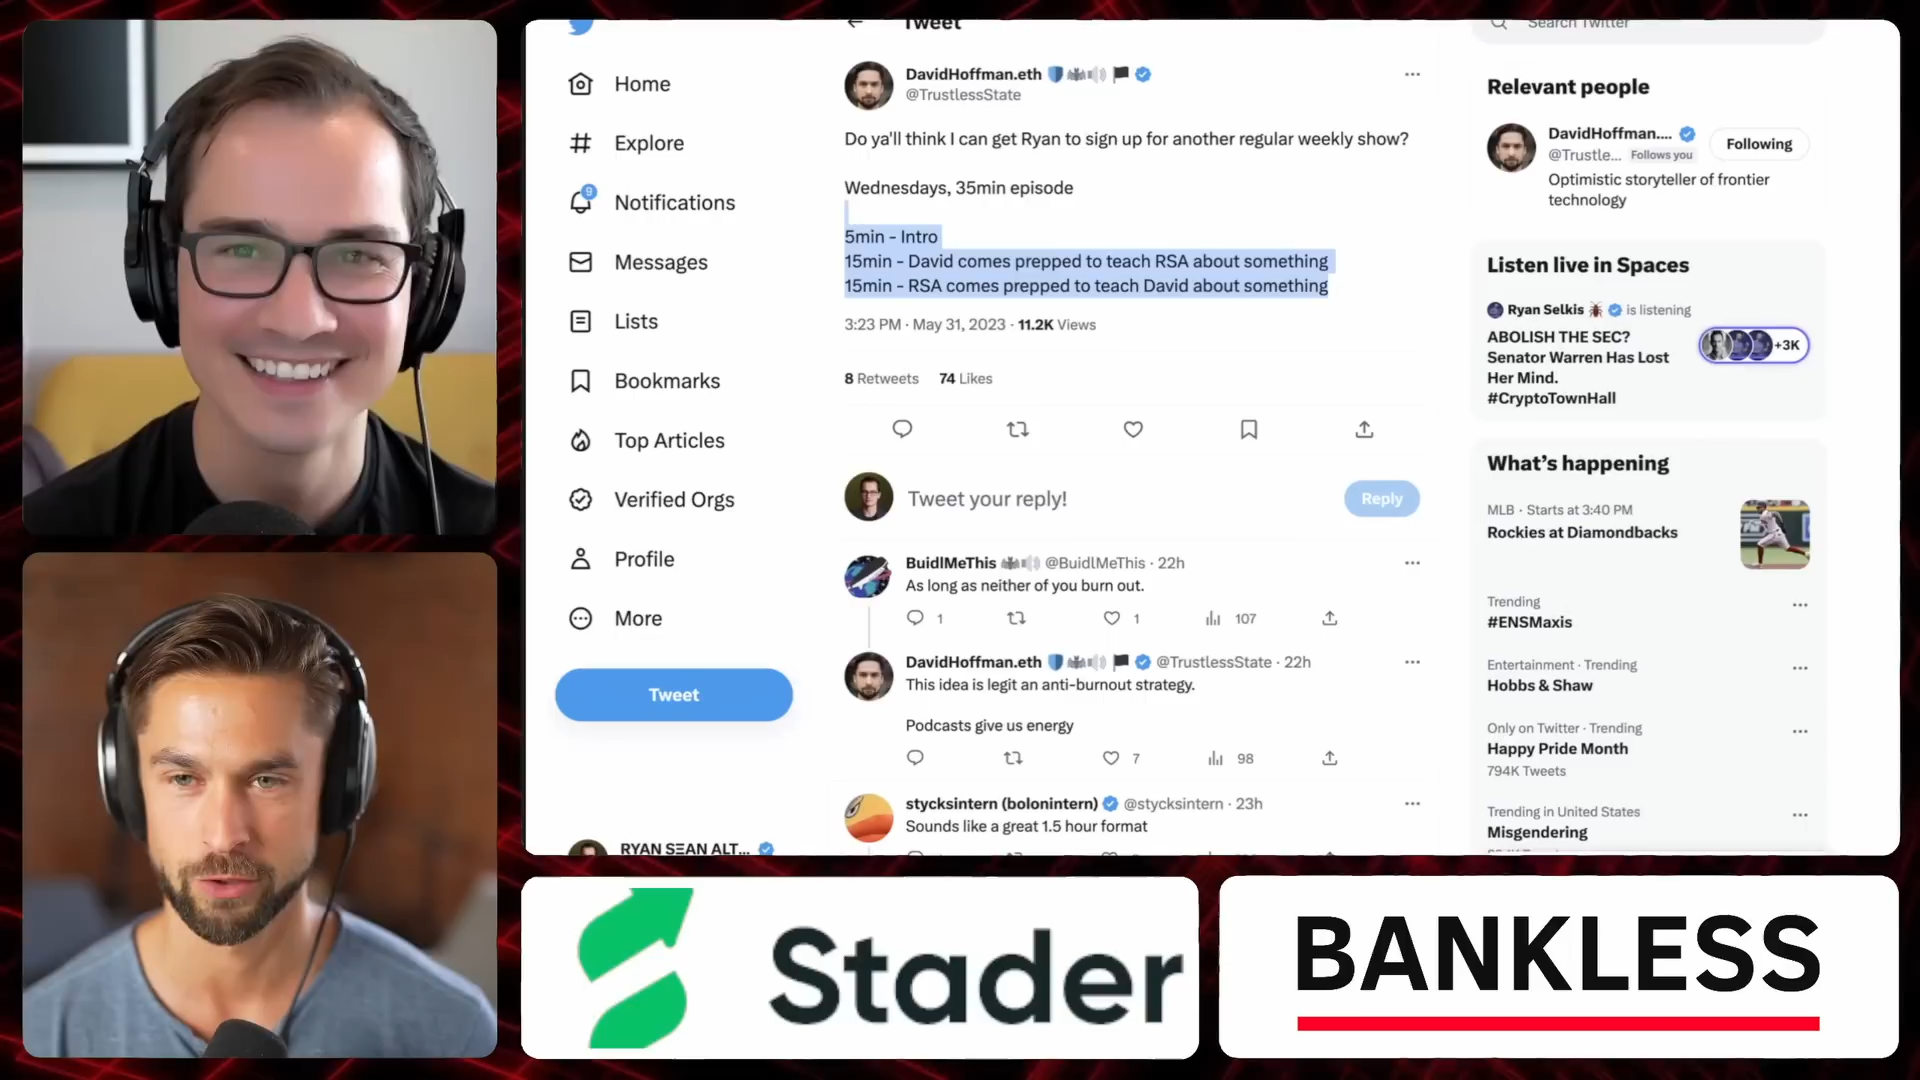 Home
Explore
9
Notifications
Messages
Lists
Bookmarks
Top Articles
Verified Orgs
Profile
More
Tweet
RYAN SΞAN ALT...
Tweet
DavidHoffman.eth
@TrustlessState
Do ya'll think I can get Ryan to sign up for another regular weekly show?
Wednesdays, 35min episode
5min - Intro
15min - David comes prepped to teach RSA about something
15min - RSA comes prepped to teach David about something
3:23 PM · May 31, 2023 · 11.2K Views
8 Retweets 74 Likes
Tweet your reply!
Reply
BuidlMeThis @BuidlMeThis · 22h
As long as neither of you burn out.
1 1 107
DavidHoffman.eth @TrustlessState · 22h
This idea is legit an anti-burnout strategy.
Podcasts give us energy
7 98
stycksintern (bolonintern) @stycksintern · 23h
Sounds like a great 1.5 hour format
Search Twitter
Relevant people
DavidHoffman....
@Trustle... Follows you
Following
Optimistic storyteller of frontier
technology
Listen live in Spaces
Ryan Selkis is listening
ABOLISH THE SEC?
Senator Warren Has Lost
Her Mind.
#CryptoTownHall
+3K
What's happening
MLB · Starts at 3:40 PM
Rockies at Diamondbacks
Trending
#ENSMaxis
Entertainment · Trending
Hobbs & Shaw
Only on Twitter · Trending
Happy Pride Month
794K Tweets
Trending in United States
Misgendering
Stader
BANKLESS